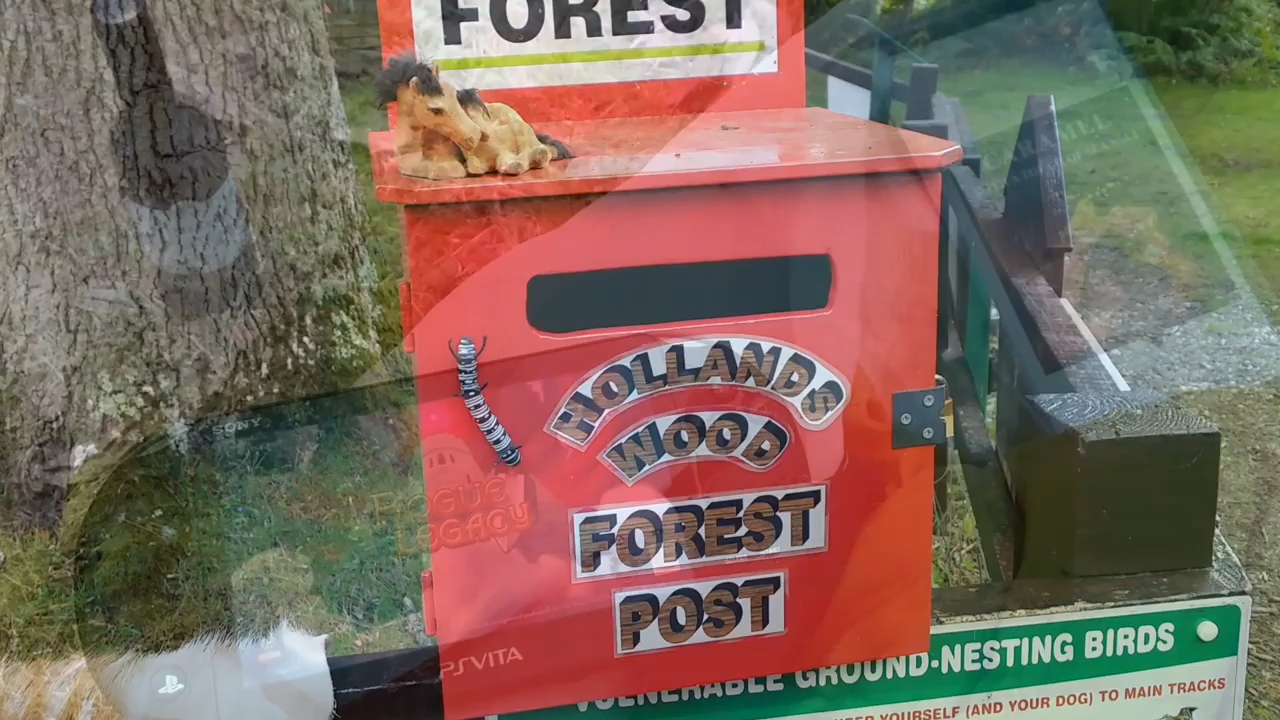 FOREST
HOLLANDS
WOOD
FOREST
POST
SONY
ROGUE
LEGACY
PSVITA
VULNERABLE GROUND-NESTING BIRDS
YOURSELF (AND YOUR DOG) TO MAIN TRACKS